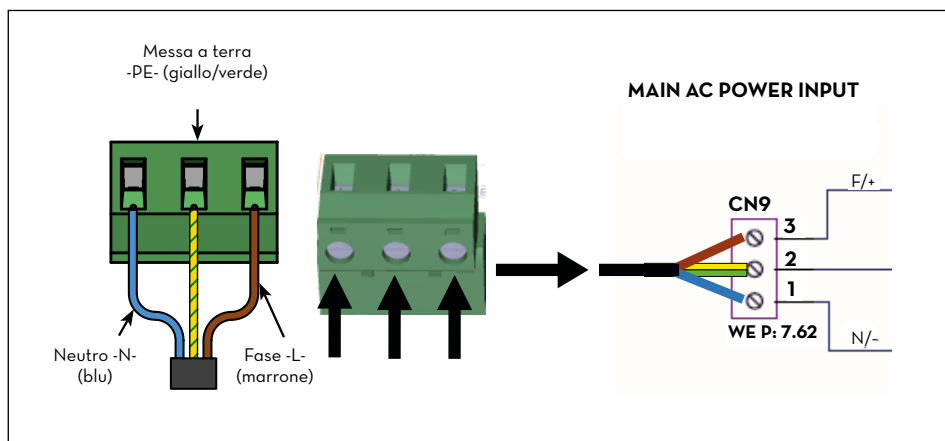 Messa a terra
-PE- (giallo/verde)
Neutro -N-
(blu)
Fase -L-
(marrone)
MAIN AC POWER INPUT
F/+
CN9
3
2
1
WE P: 7.62
N/-